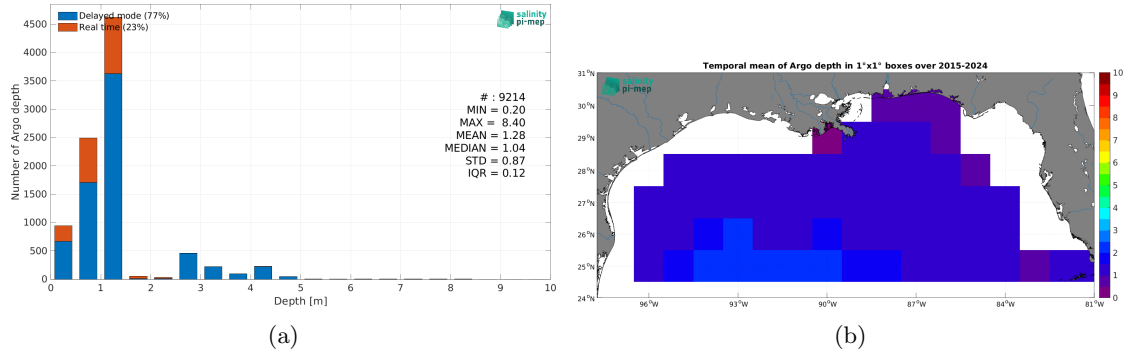 Delayed mode (77%)
Real time (23%)
salinity
pi-mep
4500
4000
3500
3000
2500
2000
1500
1000
500
0
Number of Argo depth
# : 9214
MIN = 0.20
MAX = 8.40
MEAN = 1.28
MEDIAN = 1.04
STD = 0.87
IQR = 0.12
0 1 2 3 4 5 6 7 8 9 10
Depth [m]
(a)
Temporal mean of Argo depth in 1°x1° boxes over 2015-2024
salinity
pi-mep
31°N
30°N
29°N
28°N
27°N
26°N
25°N
24°N
96°W 93°W 90°W 87°W 84°W 81°W
10
9
8
7
6
5
4
3
2
1
0
(b)